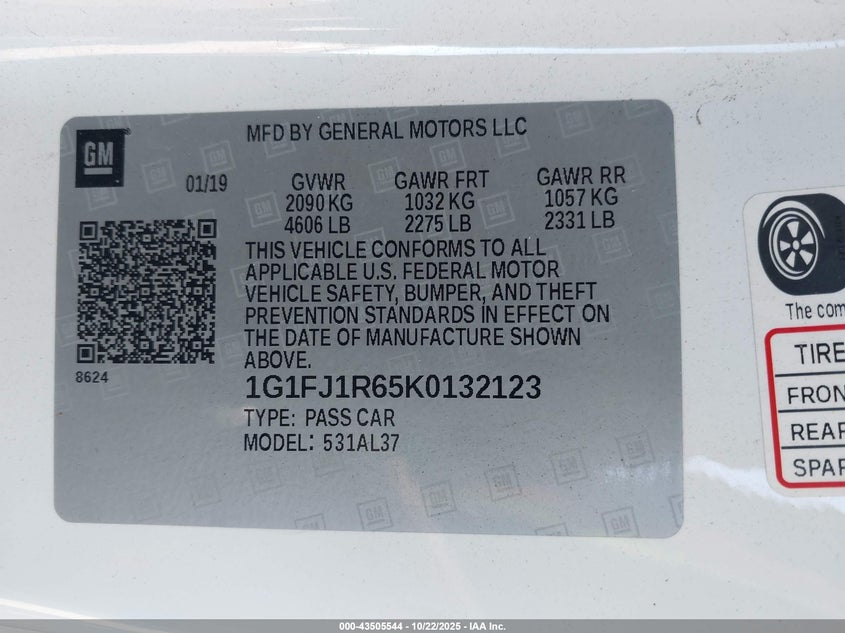 GM
MFD BY GENERAL MOTORS LLC
01/19
GVWR GAWR FRT GAWR RR
2090 KG 1032 KG 1057 KG
4606 LB 2275 LB 2331 LB
THIS VEHICLE CONFORMS TO ALL
APPLICABLE U.S. FEDERAL MOTOR
VEHICLE SAFETY, BUMPER, AND THEFT
PREVENTION STANDARDS IN EFFECT ON
THE DATE OF MANUFACTURE SHOWN
ABOVE.
8624
1G1FJ1R65K0132123
TYPE: PASS CAR
MODEL: 531AL37
The com
TIRE
FRON
REAR
SPAR
000-43505544 - 10/22/2025 - IAA Inc.